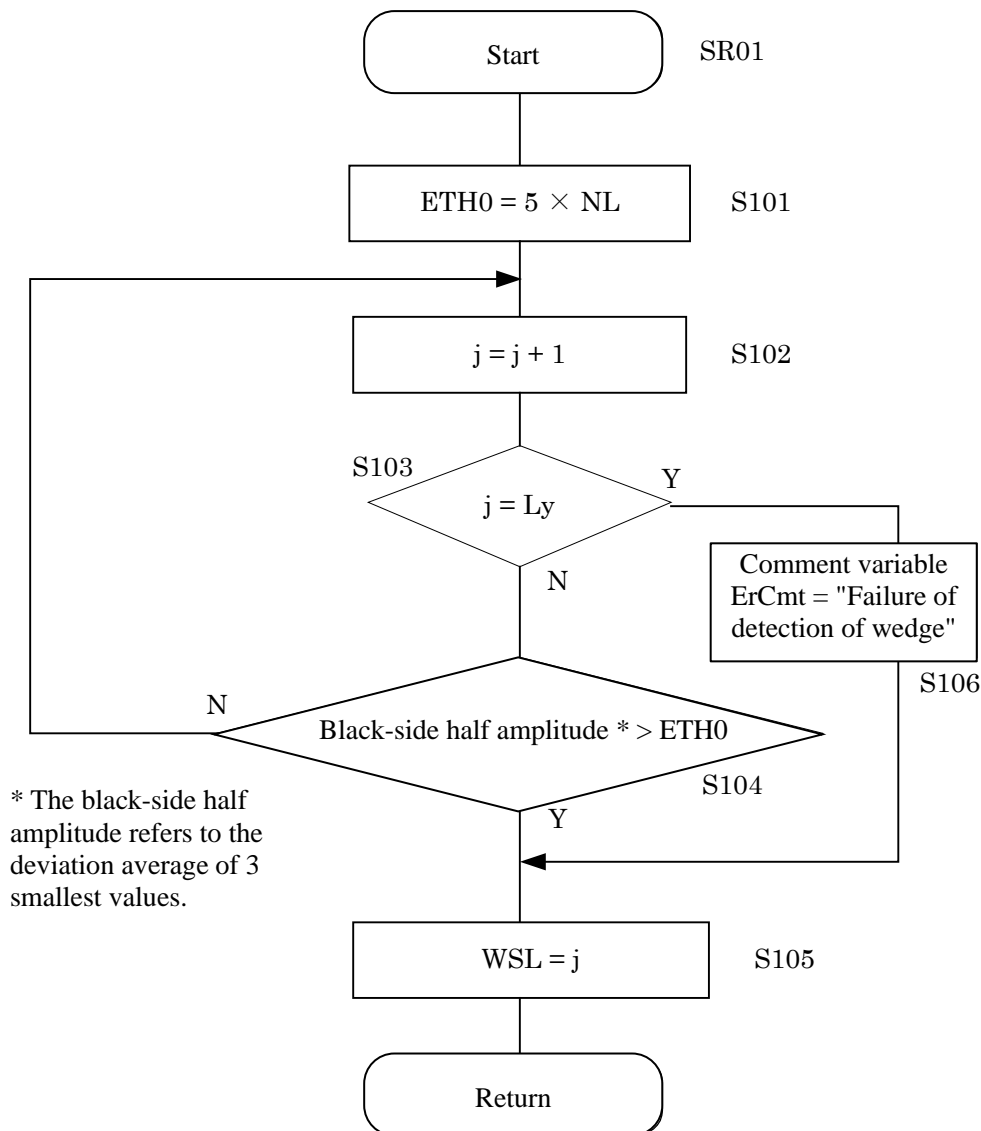 Start
SR01
ETH0 = 5 × NL
S101
j = j + 1
S102
S103
j = Ly
Y
N
Comment variable
ErCmt = "Failure of
detection of wedge"
S106
N
Black-side half amplitude * > ETH0
S104
Y
* The black-side half
amplitude refers to the
deviation average of 3
smallest values.
WSL = j
S105
Return